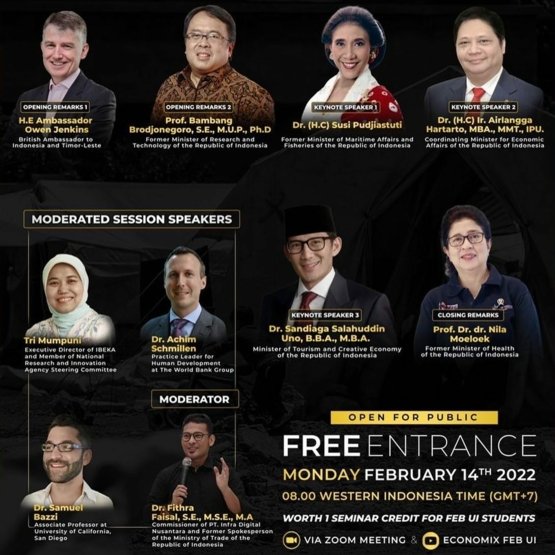 OPENING REMARKS 1
H.E Ambassador
Owen Jenkins
British Ambassador to
Indonesia and Timor-Leste
OPENING REMARKS 2
Prof. Bambang
Brodjonegoro, S.E., M.U.P., Ph.D
Former Minister of Research and
Technology of the Republic of Indonesia
KEYNOTE SPEAKER 1
Dr. (H.C) Susi Pudjiastuti
Former Minister of Maritime Affairs and
Fisheries of the Republic of Indonesia
KEYNOTE SPEAKER 2
Dr. (H.C) Ir. Airlangga
Hartarto, MBA., MMT., IPU.
Coordinating Minister for Economic
Affairs of the Republic of Indonesia
MODERATED SESSION SPEAKERS
Tri Mumpuni
Executive Director of IBEKA
and Member of National
Research and Innovation
Agency Steering Committee
Dr. Achim
Schmillen
Practice Leader for
Human Development
at The World Bank Group
KEYNOTE SPEAKER 3
Dr. Sandiaga Salahuddin
Uno, B.B.A., M.B.A.
Minister of Tourism and Creative Economy
of the Republic of Indonesia
CLOSING REMARKS
Prof. Dr. dr. Nila
Moeloek
Former Minister of Health
of the Republic of Indonesia
MODERATOR
Dr. Samuel
Bazzi
Associate Professor at
University of California,
San Diego
Dr. Fithra
Faisal, S.E., M.S.E., M.A
Commissioner of PT. Infra Digital
Nusantara and Former Spokesperson
of the Ministry of Trade of the
Republic of Indonesia
OPEN FOR PUBLIC
FREE ENTRANCE
MONDAY FEBRUARY 14TH 2022
08.00 WESTERN INDONESIA TIME (GMT+7)
WORTH 1 SEMINAR CREDIT FOR FEB UI STUDENTS
VIA ZOOM MEETING & ECONOMIX FEB UI